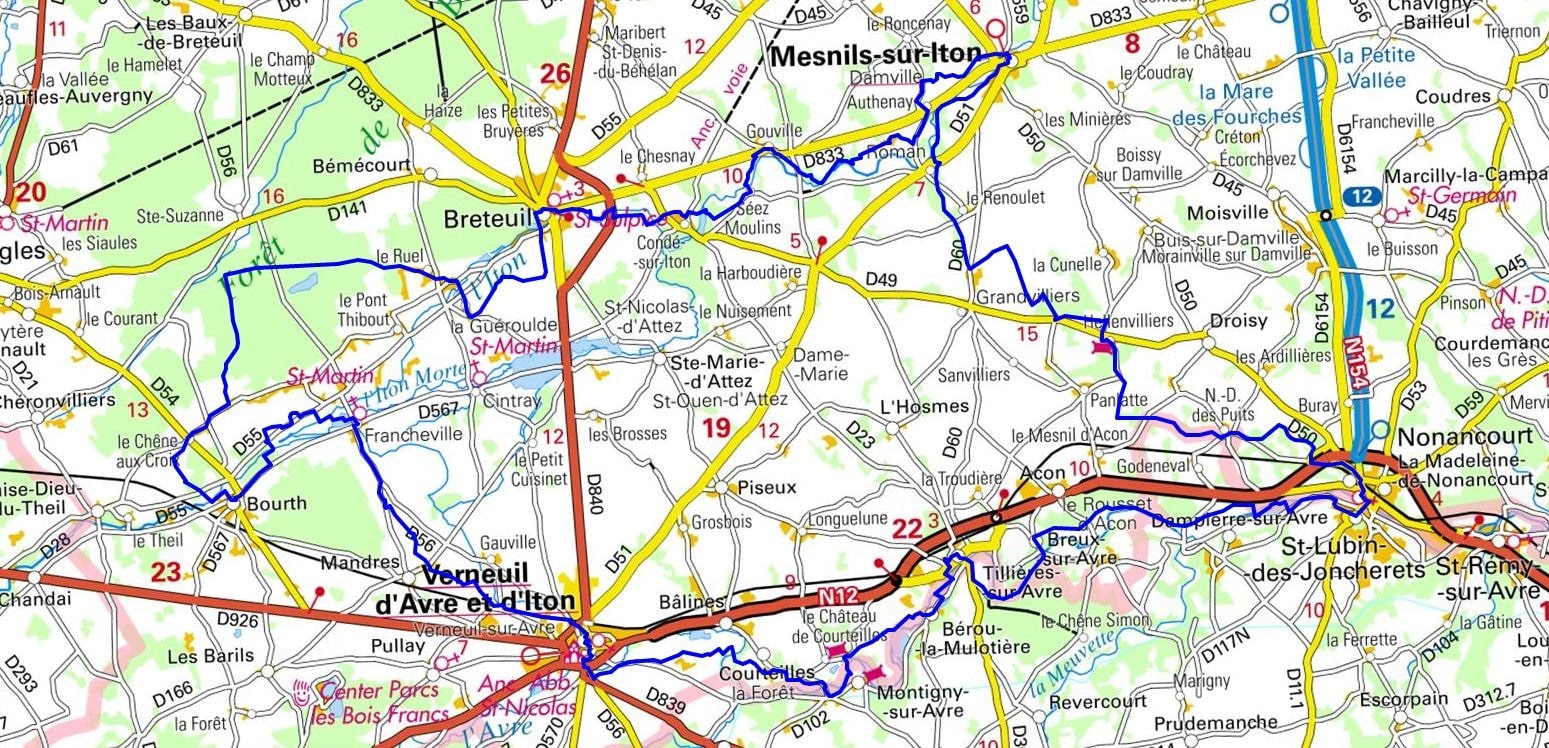 11
Les Baux-
-de-Breteuil
le Hamelet
la Vallée
eaufles-Auvergny
D61
D61
16
le Champ
Motteux
D833
de
la
Haize
les Petites
Bruyères
26
Maribert
St-Denis-
-du-Béhélan
D45
12
D55
voie
Anc.
D45
le Roncenay
6
D833
8
Mesnils-sur-Iton
Damville
Authenay
le Château
le Coudray
la Petite
Vallée
la Mare
des Fourches
D56
Chavigny-
-Bailleul
Triernon
Coudres
Francheville
D6154
Créton
Écorchevez
les Minières
D50
D51
Boissy
sur Damville
D45
Moisville
12
Marcilly-la-Campa
St-Germain
D45
le Buisson
D45
Pinson
N.-D.
de Piti
Bémécourt
le Chesnay
Gouville
D833
10
Roman
7
le Renoulet
20
St-Martin
gles
les Siaules
Ste-Suzanne
D56
16
D141
Breteuil
3
St-Sulpice
Condé-
-sur-Iton
Séez
Moulins
5
la Harboudière
D49
D60
la Cunelle
Buis-sur-Damville
Morainville sur Damville
D50
Forêt
le Ruel
l'Iton
Bois-Arnault
le Courant
ytère
nault
D21
Chéronvilliers
le Pont
Thibout
la Guéroulde
St-Martin
St-Nicolas-
-d'Attez
le Nuisement
Grandvilliers
15
Hellenvilliers
Droisy
D6154
12
N154
Courdemanc
les Grès
les Ardillières
Ste-Marie-
-d'Attez
St-Ouen-d'Attez
Dame-
-Marie
Sanvilliers
Panlatte
N.-D.
des Puits
Buray
D53
D59
Mervi
13
D54
St-Martin
l'Iton Morte
D567
Cintray
Francheville
le Chêne
aux Croix
D55
12
le Petit
Cuisinet
les Brosses
19
12
L'Hosmes
D23
D60
le Mesnil d'Acon
D50
Nonancourt
La Madeleine-
-de-Nonancourt
aise-Dieu-
du-Theil
D55
le Theil
Bourth
D28
D567
D840
Piseux
la Troudière
Acon
10
Godeneval
le Rousset
Acon
Dampierre-sur-Avre
4
Grosbois
Longuelune
22
3
Breux-
sur-Avre
St-Lubin-
-des-Joncherets
St-Rémy-
-sur-Avre
Mandres
D56
Gauville
D51
Tillières-
-sur-Avre
23
Chandai
Verneuil
d'Avre et d'Iton
Verneuil-sur-Avre
Bâlines
9
N12
le Château
de Courteilles
Bérou-
-la-Mulotière
le Chêne Simon
la Meuvette
D117N
10
la Ferrette
D104
la Gâtine
D926
Pullay
7
Les Barils
D293
D166
la Forêt
Center Parcs
les Bois Francs
Anc. Abb.
St-Nicolas
l'Avre
D570
D56
D839
Courteilles
la Forêt
D102
Montigny-
-sur-Avre
Revercourt
Marigny
Prudemanche
D11.1
Escorpain
D312.7
10